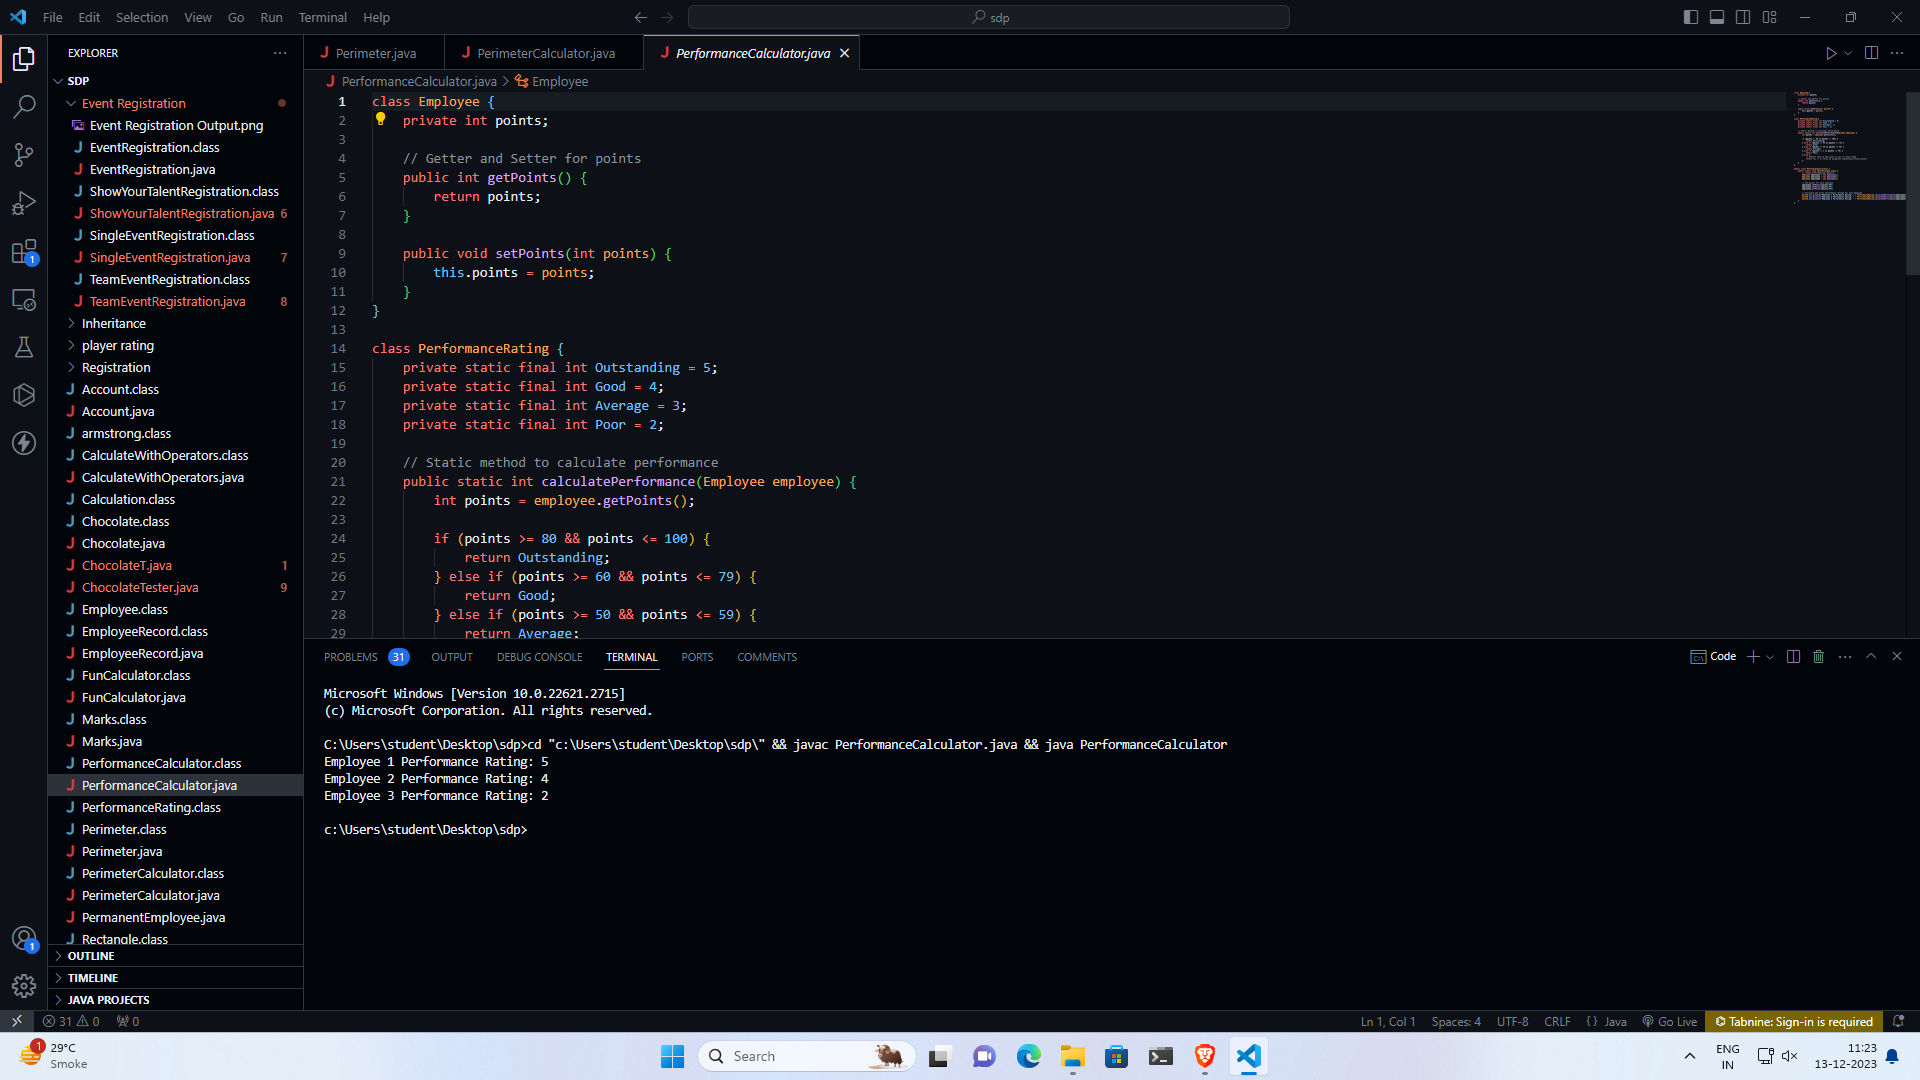 File Edit Selection View Go Run Terminal Help
sdp
EXPLORER
SDP
Event Registration
Event Registration Output.png
EventRegistration.class
EventRegistration.java
ShowYourTalentRegistration.class
ShowYourTalentRegistration.java 6
SingleEventRegistration.class
SingleEventRegistration.java 7
TeamEventRegistration.class
TeamEventRegistration.java 8
Inheritance
player rating
Registration
Account.class
Account.java
armstrong.class
CalculateWithOperators.class
CalculateWithOperators.java
Calculation.class
Chocolate.class
Chocolate.java
ChocolateT.java 1
ChocolateTester.java 9
Employee.class
EmployeeRecord.class
EmployeeRecord.java
FunCalculator.class
FunCalculator.java
Marks.class
Marks.java
PerformanceCalculator.class
PerformanceCalculator.java
PerformanceRating.class
Perimeter.class
Perimeter.java
PerimeterCalculator.class
PerimeterCalculator.java
PermanentEmployee.java
Rectangle.class
OUTLINE
TIMELINE
JAVA PROJECTS
1
1
Perimeter.java PerimeterCalculator.java PerformanceCalculator.java
PerformanceCalculator.java > Employee
1 class Employee {
2 private int points;
3
4 // Getter and Setter for points
5 public int getPoints() {
6 return points;
7 }
8
9 public void setPoints(int points) {
10 this.points = points;
11 }
12 }
13
14 class PerformanceRating {
15 private static final int Outstanding = 5;
16 private static final int Good = 4;
17 private static final int Average = 3;
18 private static final int Poor = 2;
19
20 // Static method to calculate performance
21 public static int calculatePerformance(Employee employee) {
22 int points = employee.getPoints();
23
24 if (points >= 80 && points <= 100) {
25 return Outstanding;
26 } else if (points >= 60 && points <= 79) {
27 return Good;
28 } else if (points >= 50 && points <= 59) {
29 return Average;
PROBLEMS 31 OUTPUT DEBUG CONSOLE TERMINAL PORTS COMMENTS
Code
Microsoft Windows [Version 10.0.22621.2715]
(c) Microsoft Corporation. All rights reserved.
C:\Users\student\Desktop\sdp>cd "c:\Users\student\Desktop\sdp\" && javac PerformanceCalculator.java && java PerformanceCalculator
Employee 1 Performance Rating: 5
Employee 2 Performance Rating: 4
Employee 3 Performance Rating: 2
c:\Users\student\Desktop\sdp>
31 0 0
Ln 1, Col 1 Spaces: 4 UTF-8 CRLF { } Java Go Live Tabnine: Sign-in is required
1
29°C
Smoke
Search
ENG
IN
11:23
13-12-2023